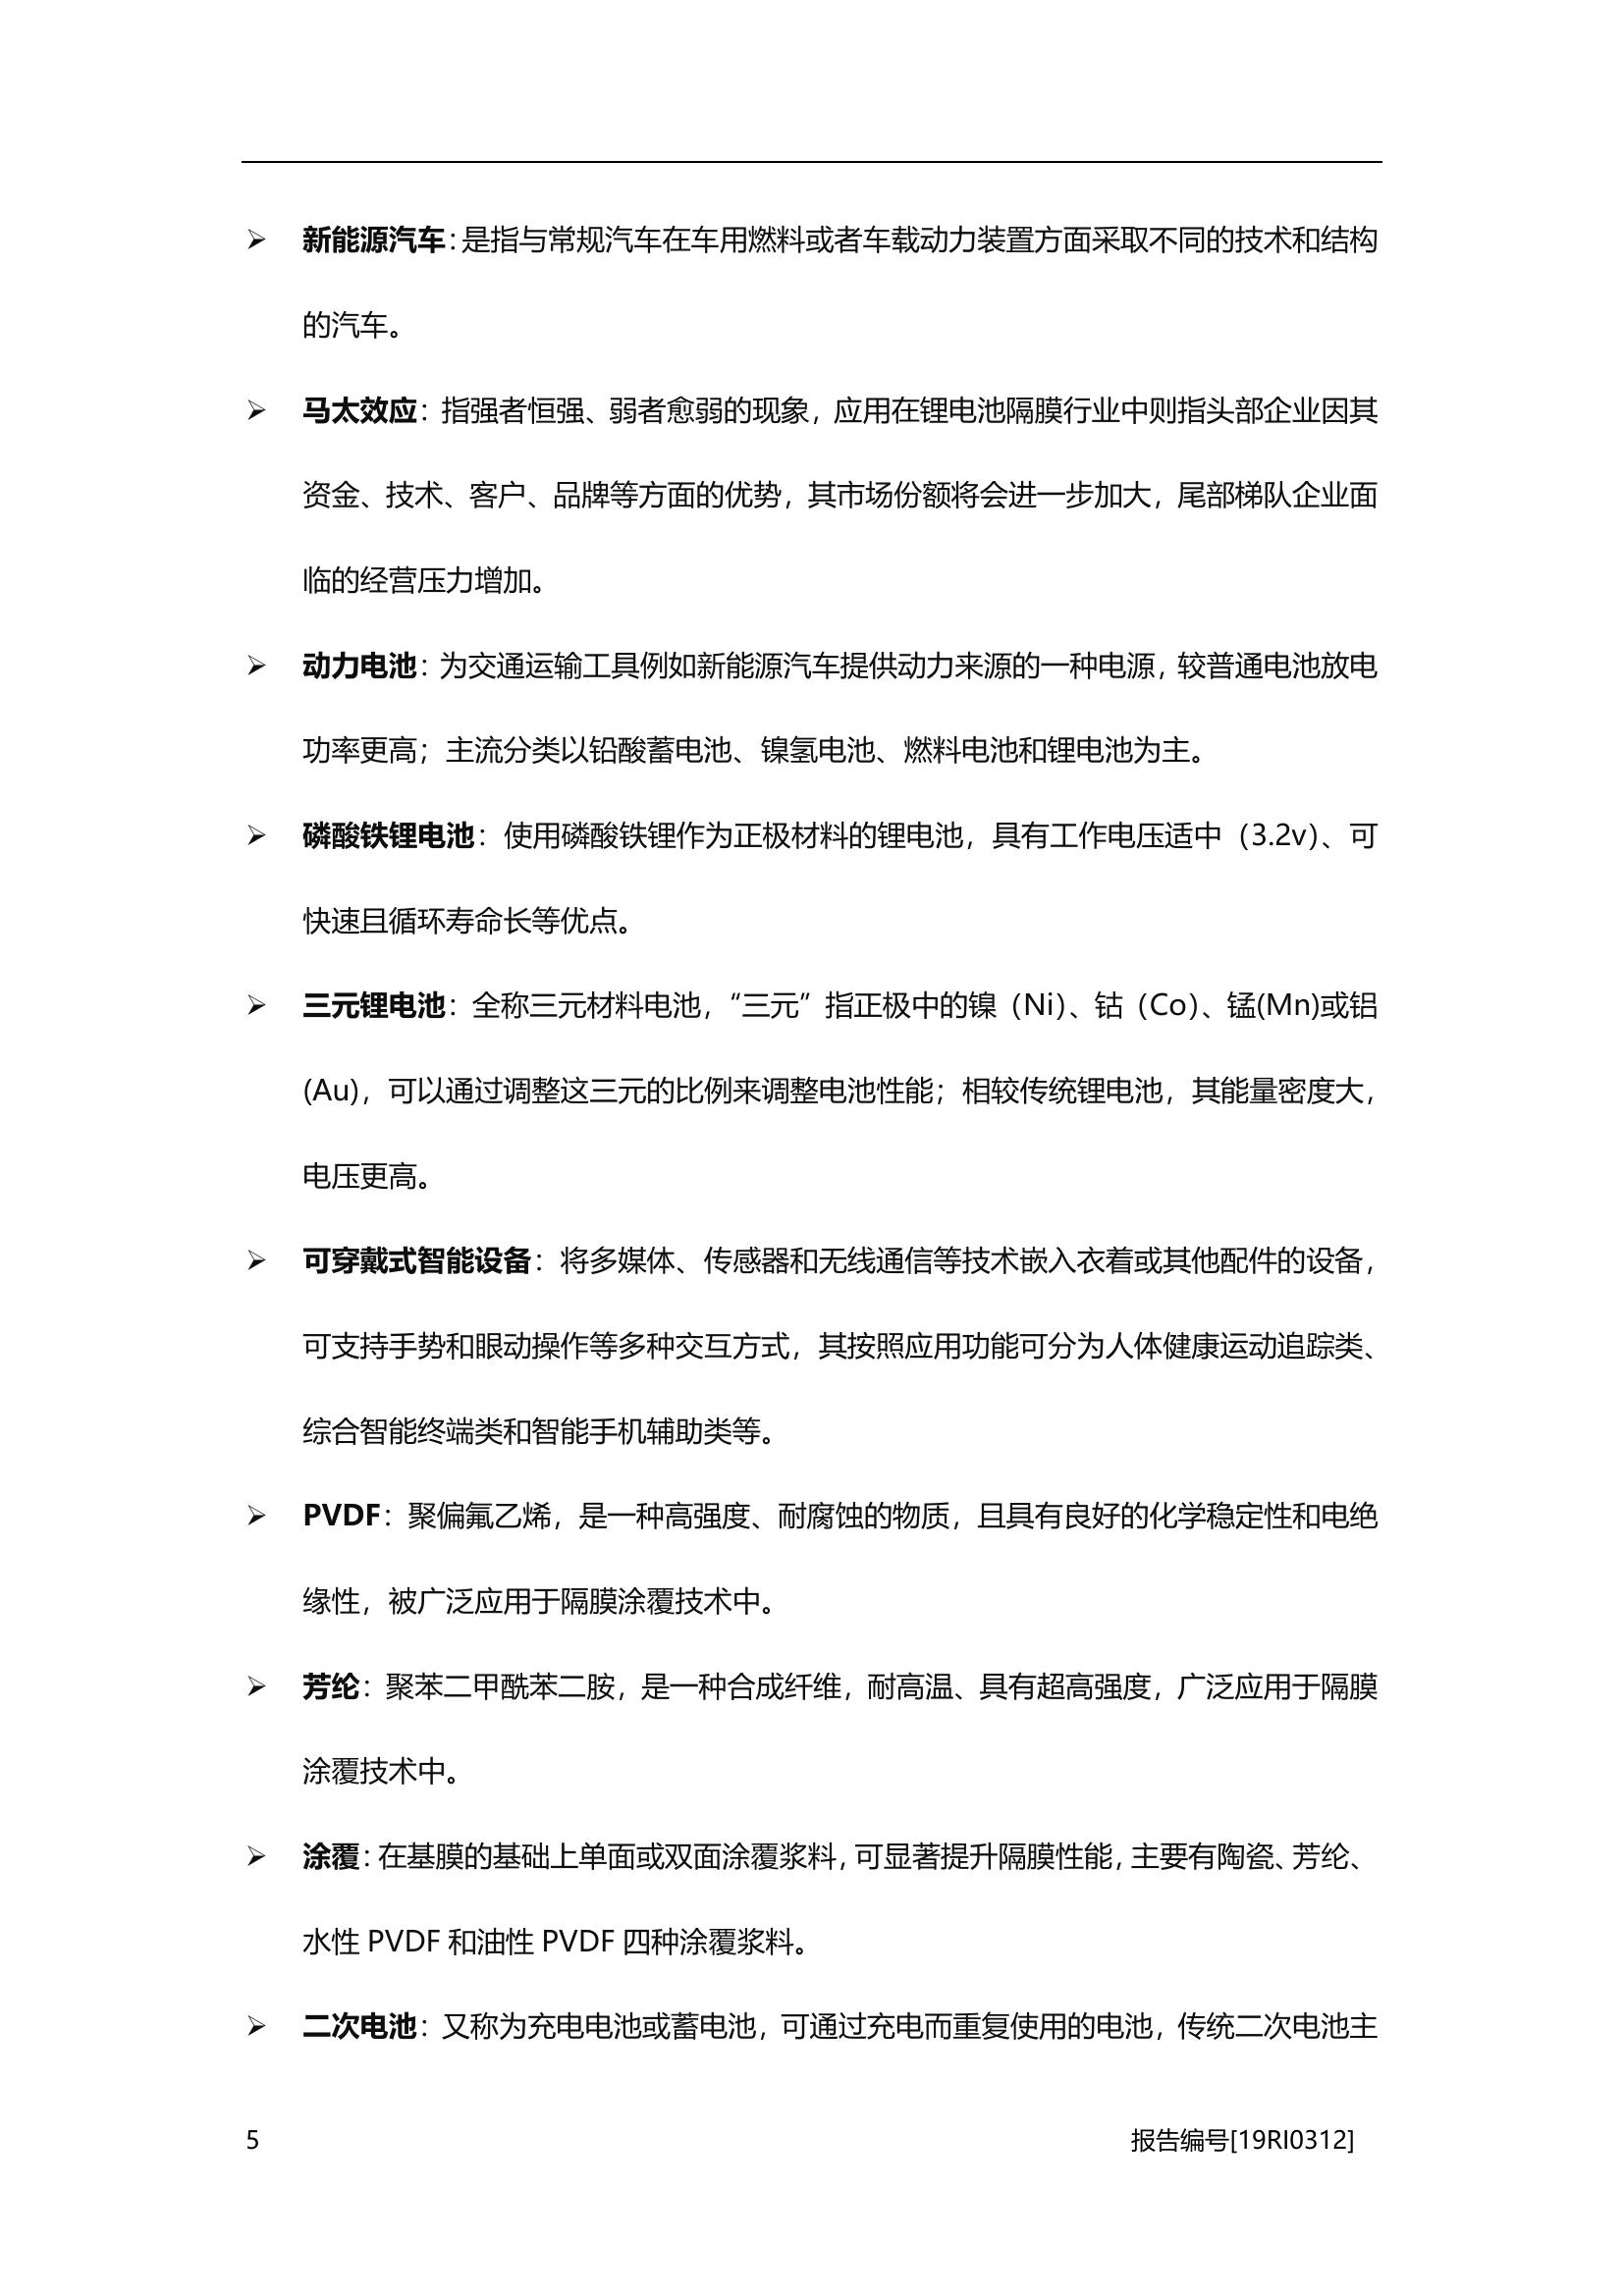 ➢ 新能源汽车：是指与常规汽车在车用燃料或者车载动力装置方面采取不同的技术和结构
的汽车。
➢ 马太效应：指强者恒强、弱者愈弱的现象，应用在锂电池隔膜行业中则指头部企业因其
资金、技术、客户、品牌等方面的优势，其市场份额将会进一步加大，尾部梯队企业面
临的经营压力增加。
➢ 动力电池：为交通运输工具例如新能源汽车提供动力来源的一种电源，较普通电池放电
功率更高；主流分类以铅酸蓄电池、镍氢电池、燃料电池和锂电池为主。
➢ 磷酸铁锂电池：使用磷酸铁锂作为正极材料的锂电池，具有工作电压适中（3.2v）、可
快速且循环寿命长等优点。
➢ 三元锂电池：全称三元材料电池，“三元”指正极中的镍（Ni）、钴（Co）、锰(Mn)或铝
(Au)，可以通过调整这三元的比例来调整电池性能；相较传统锂电池，其能量密度大，
电压更高。
➢ 可穿戴式智能设备：将多媒体、传感器和无线通信等技术嵌入衣着或其他配件的设备，
可支持手势和眼动操作等多种交互方式，其按照应用功能可分为人体健康运动追踪类、
综合智能终端类和智能手机辅助类等。
➢ PVDF：聚偏氟乙烯，是一种高强度、耐腐蚀的物质，且具有良好的化学稳定性和电绝
缘性，被广泛应用于隔膜涂覆技术中。
➢ 芳纶：聚苯二甲酰苯二胺，是一种合成纤维，耐高温、具有超高强度，广泛应用于隔膜
涂覆技术中。
➢ 涂覆：在基膜的基础上单面或双面涂覆浆料，可显著提升隔膜性能，主要有陶瓷、芳纶、
水性 PVDF 和油性 PVDF 四种涂覆浆料。
➢ 二次电池：又称为充电电池或蓄电池，可通过充电而重复使用的电池，传统二次电池主
5 报告编号[19RI0312]